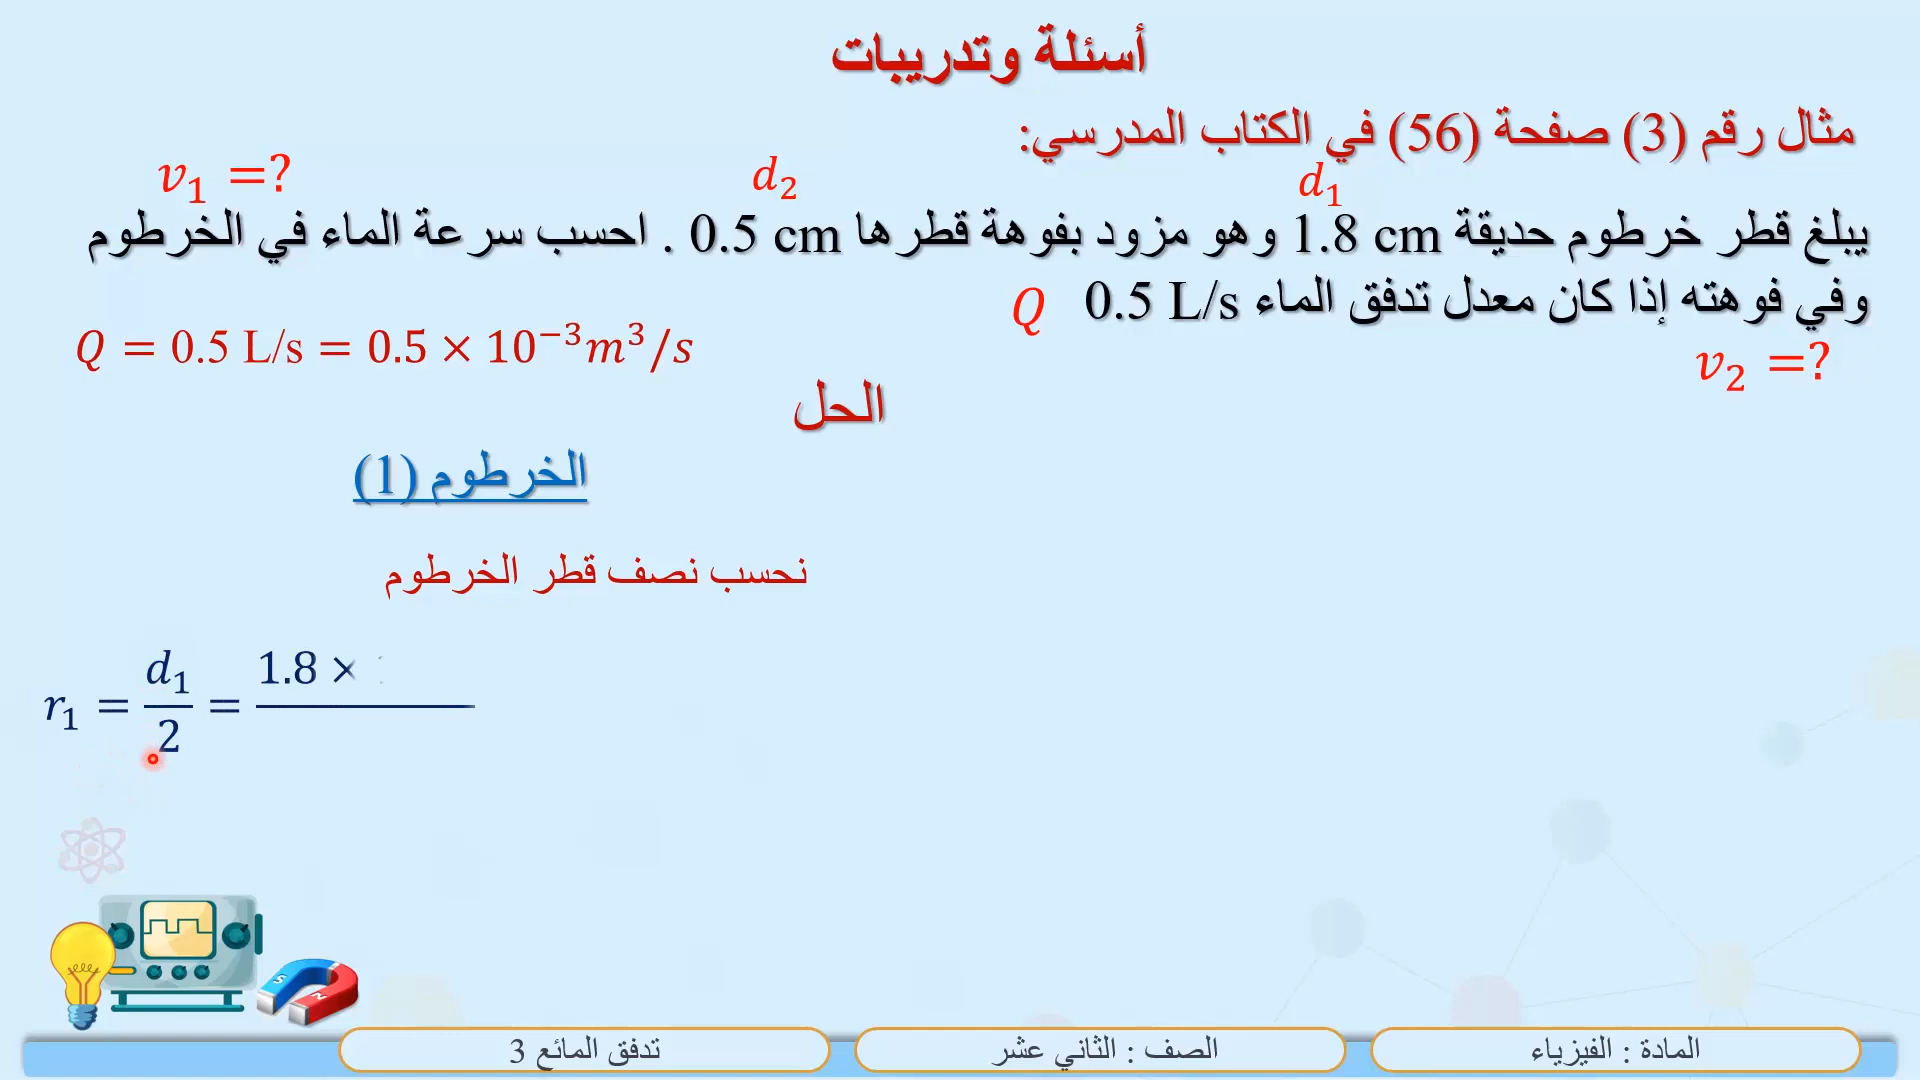 أسئلة وتدريبات
مثال رقم (3) صفحة (56) في الكتاب المدرسي:
d₁
d₂
v₁ =?
يبلغ قطر خرطوم حديقة 1.8 cm وهو مزود بفوهة قطرها 0.5 cm . احسب سرعة الماء في الخرطوم
وفي فوهته إذا كان معدل تدفق الماء 0.5 L/s Q
v₂ =?
Q = 0.5 L/s = 0.5 × 10⁻³m³/s
الحل
الخرطوم (1)
نحسب نصف قطر الخرطوم
r₁ = d₁/2 = 1.8 ×
المادة : الفيزياء
الصف : الثاني عشر
تدفق المائع 3
S N